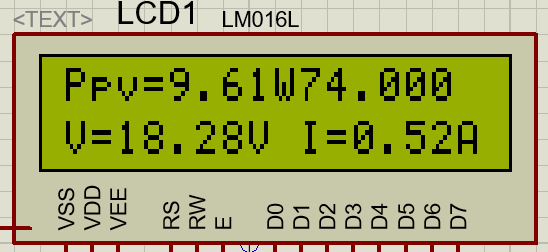 <TEXT> LCD1 LM016L
Ppv=9.61W74.000
V=18.28V I=0.52A
VSS VDD VEE RS RW E D0 D1 D2 D3 D4 D5 D6 D7